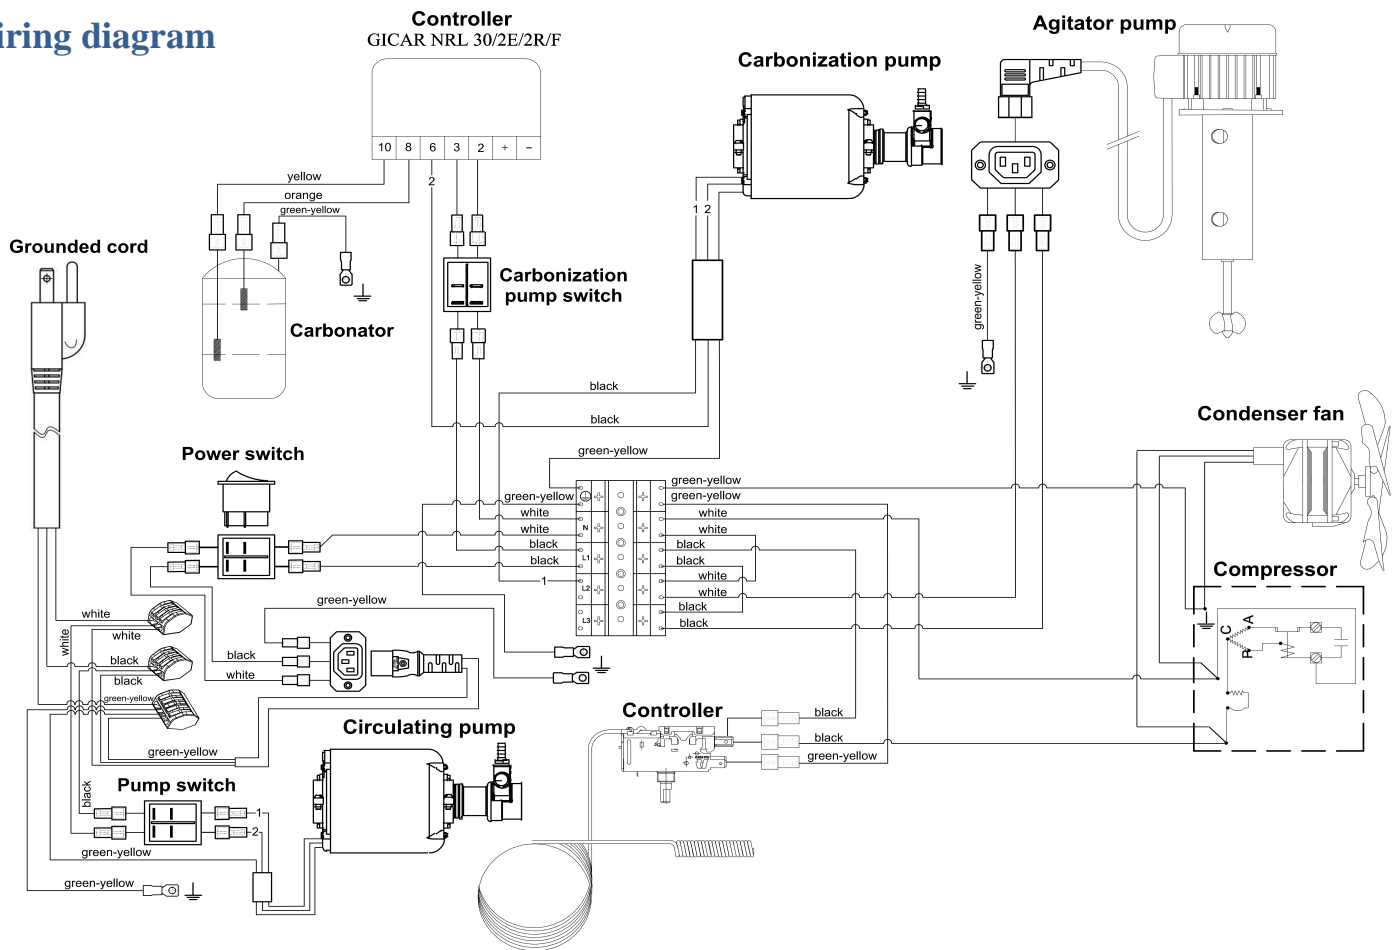 iring diagram
Controller
GICAR NRL 30/2E/2R/F
Agitator pump
Carbonization pump
10 8 6 3 2 + −
2
yellow
orange
green-yellow
1 2
Grounded cord
Carbonization
pump switch
Carbonator
green-yellow
black
black
Condenser fan
green-yellow
Power switch
green-yellow
green-yellow
green-yellow
white
white
N
white
white
black
black
L1
black
black
1
L2
white
white
L3
black
black
Compressor
C
A
R
green-yellow
white
white
white
black
black
black
white
green-yellow
green-yellow
Controller
black
black
green-yellow
Circulating pump
Pump switch
black
1
2
green-yellow
green-yellow